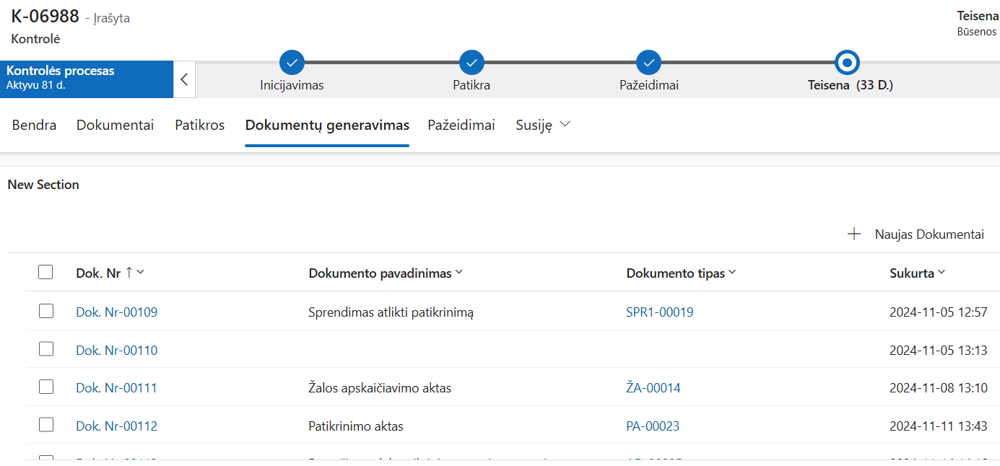 K-06988 - Įrašyta
Teisena
Kontrolė
Būsenos
Kontrolės procesas
Aktyvu 81 d.
Inicijavimas Patikra Pažeidimai Teisena (33 D.)
Bendra Dokumentai Patikros Dokumentų generavimas Pažeidimai Susiję
New Section
Naujas Dokumentai
Dok. Nr Dokumento pavadinimas Dokumento tipas Sukurta
Dok. Nr-00109 Sprendimas atlikti patikrinimą SPR1-00019 2024-11-05 12:57
Dok. Nr-00110 2024-11-05 13:13
Dok. Nr-00111 Žalos apskaičiavimo aktas ŽA-00014 2024-11-08 13:10
Dok. Nr-00112 Patikrinimo aktas PA-00023 2024-11-11 13:43